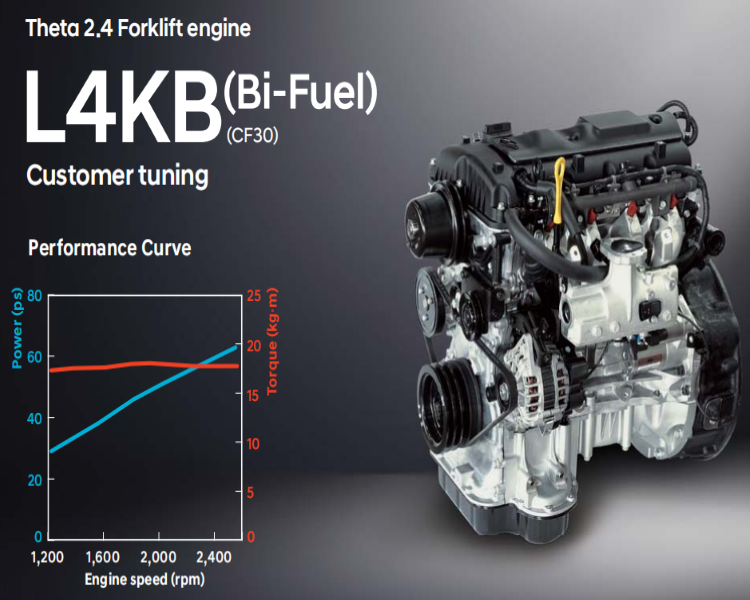 Theta 2.4 Forklift engine
L4KB (Bi-Fuel)
(CF30)
Customer tuning
Performance Curve
Power (ps)
80
60
40
20
0
25
20
15
10
5
0
Torque (kg·m)
1,200 1,600 2,000 2,400
Engine speed (rpm)